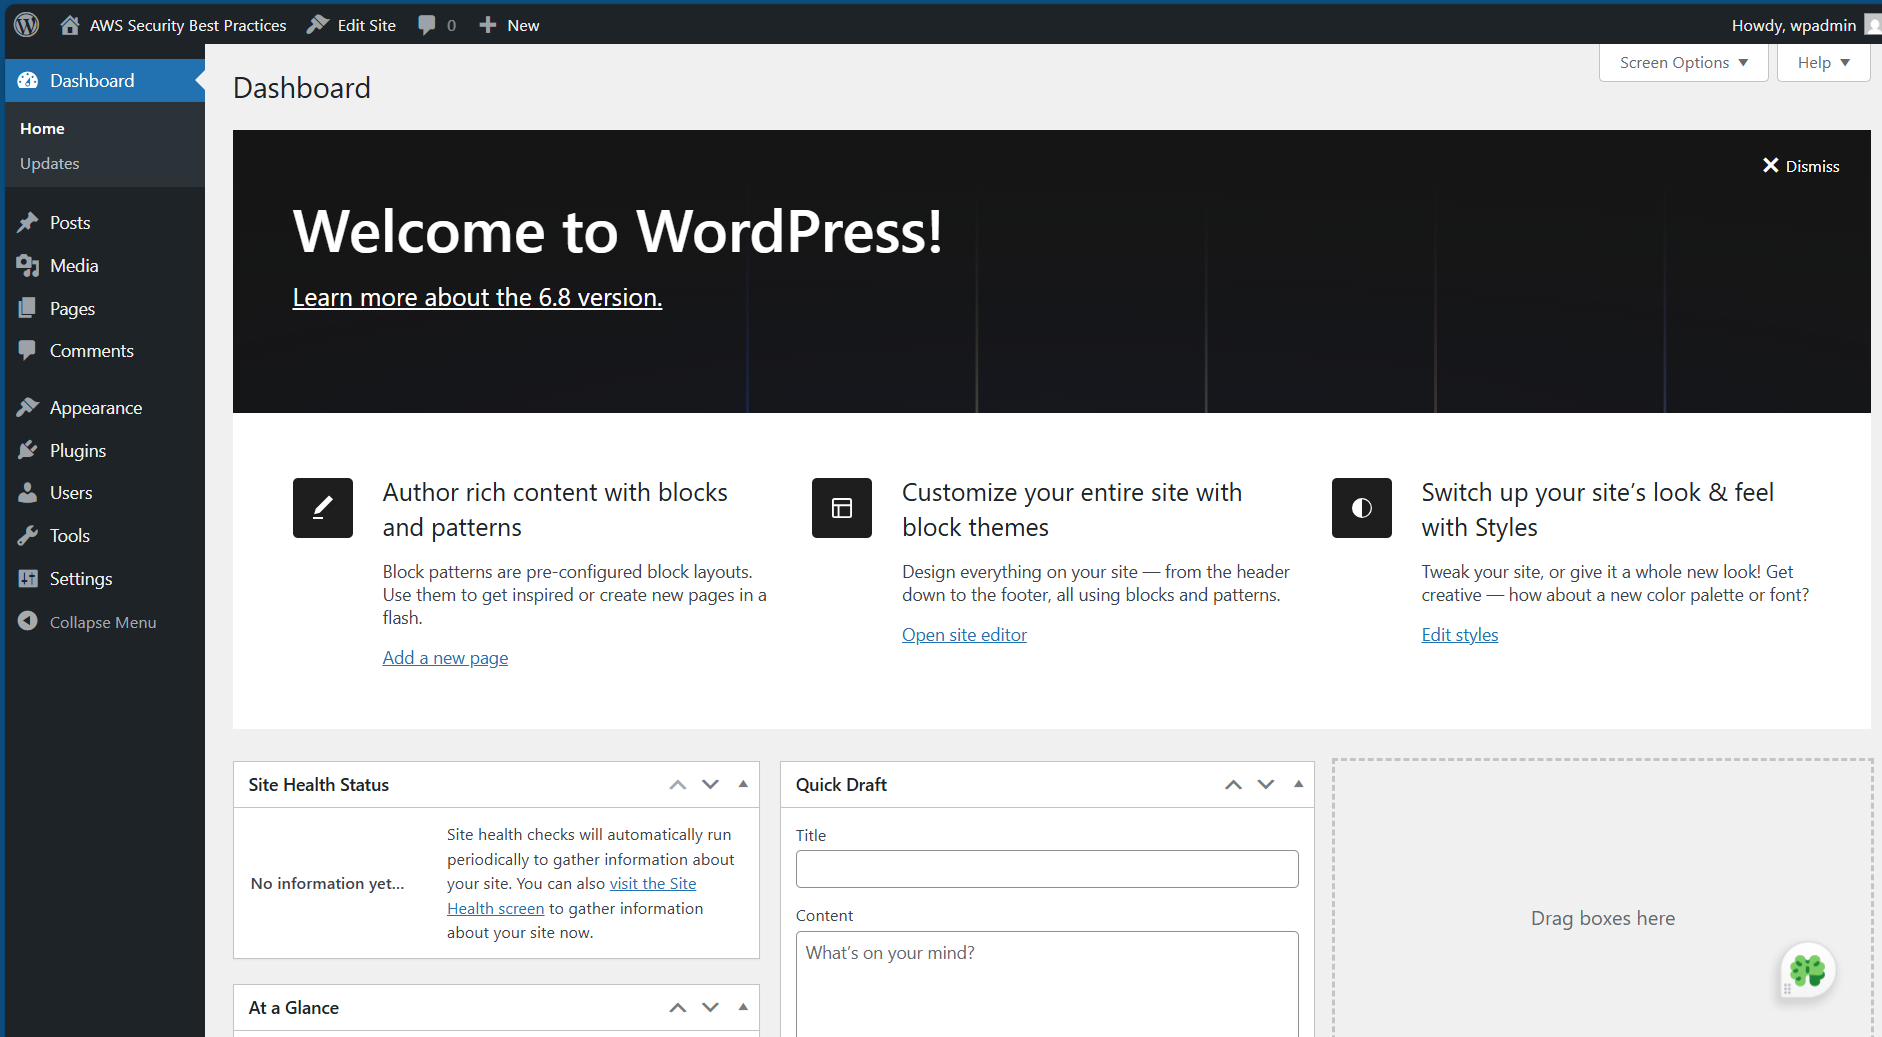 AWS Security Best Practices
Edit Site
0
New
Howdy, wpadmin
Dashboard
Home
Updates
Posts
Media
Pages
Comments
Appearance
Plugins
Users
Tools
Settings
Collapse Menu
Screen Options
Help
Dashboard
Dismiss
Welcome to WordPress!
Learn more about the 6.8 version.
Author rich content with blocks
and patterns
Block patterns are pre-configured block layouts.
Use them to get inspired or create new pages in a
flash.
Add a new page
Customize your entire site with
block themes
Design everything on your site — from the header
down to the footer, all using blocks and patterns.
Open site editor
Switch up your site’s look & feel
with Styles
Tweak your site, or give it a whole new look! Get
creative — how about a new color palette or font?
Edit styles
Site Health Status
No information yet...
Site health checks will automatically run
periodically to gather information about
your site. You can also visit the Site
Health screen to gather information
about your site now.
At a Glance
Quick Draft
Title
Content
What’s on your mind?
Drag boxes here